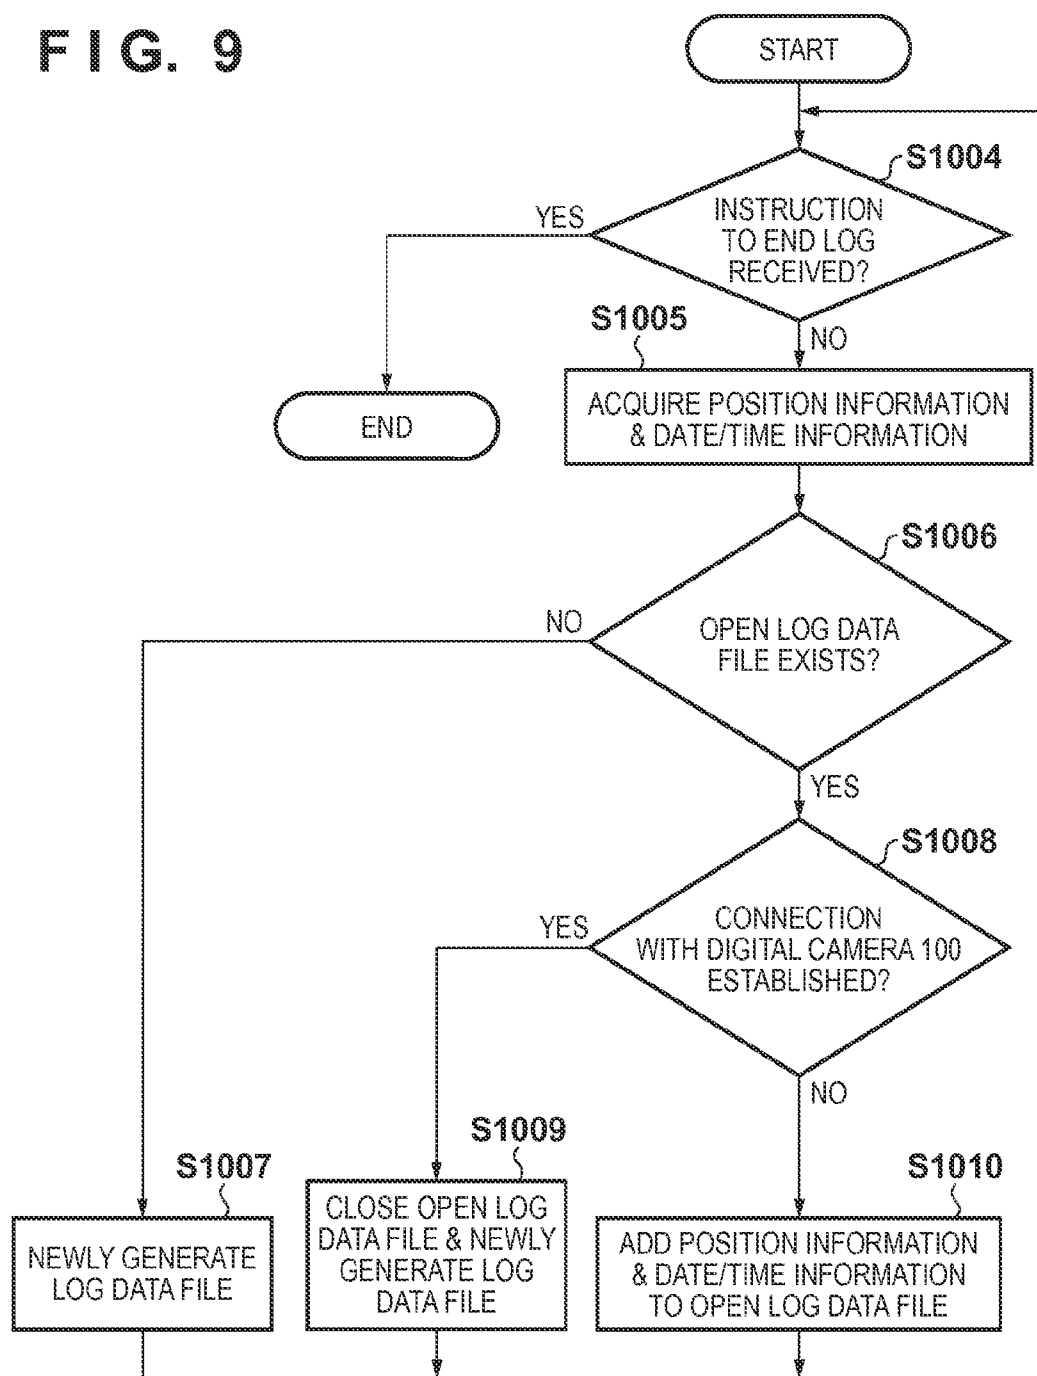 FIG. 9
START
S1004
YES
INSTRUCTION
TO END LOG
RECEIVED?
S1005
NO
END
ACQUIRE POSITION INFORMATION
& DATE/TIME INFORMATION
S1006
NO
OPEN LOG DATA
FILE EXISTS?
YES
S1008
YES
CONNECTION
WITH DIGITAL CAMERA 100
ESTABLISHED?
NO
S1007
S1009
S1010
NEWLY GENERATE
LOG DATA FILE
CLOSE OPEN LOG
DATA FILE & NEWLY
GENERATE LOG
DATA FILE
ADD POSITION INFORMATION
& DATE/TIME INFORMATION
TO OPEN LOG DATA FILE